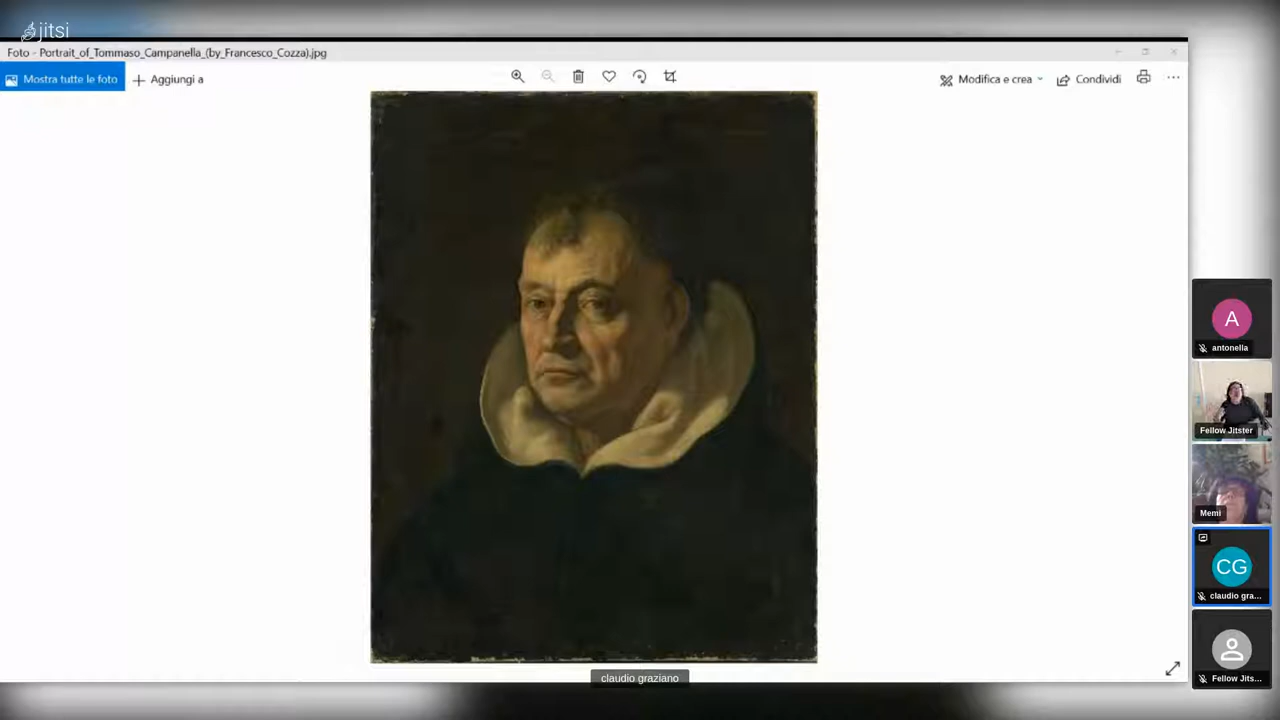 jitsi
Foto - Portrait_of_Tommaso_Campanella_(by_Francesco_Cozza).jpg
Mostra tutte le foto
Aggiungi a
Modifica e crea
Condividi
A
antonella
Fellow Jitster
Memi
CG
claudio gra...
Fellow Jits...
claudio graziano